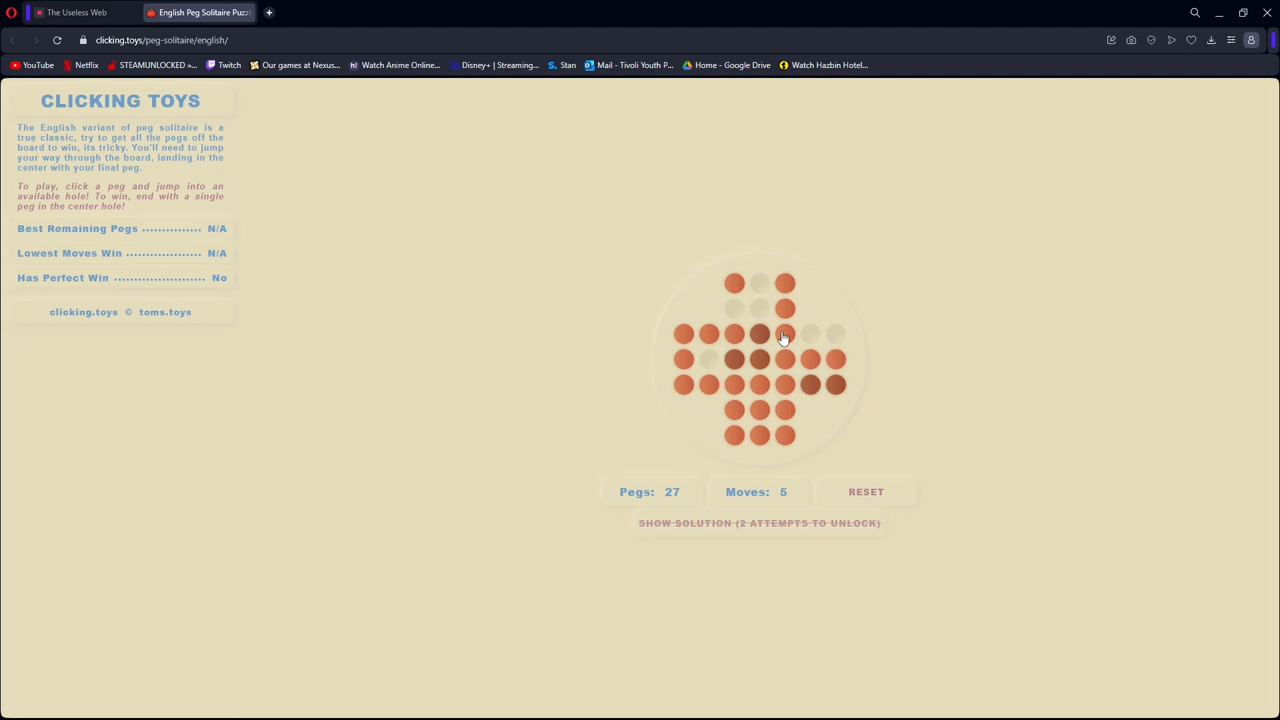 The Useless Web
English Peg Solitaire Puzz
clicking.toys/peg-solitaire/english/
YouTube
Netflix
STEAMUNLOCKED »...
Twitch
Our games at Nexus...
Watch Anime Online...
Disney+ | Streaming...
Stan
Mail - Tivoli Youth P...
Home - Google Drive
Watch Hazbin Hotel...
CLICKING TOYS
The English variant of peg solitaire is a
true classic, try to get all the pegs off the
board to win, its tricky. You'll need to jump
your way through the board, landing in the
center with your final peg.
To play, click a peg and jump into an
available hole! To win, end with a single
peg in the center hole!
Best Remaining Pegs ............... N/A
Lowest Moves Win ................... N/A
Has Perfect Win ....................... No
clicking.toys © toms.toys
Pegs: 27
Moves: 5
RESET
SHOW SOLUTION (2 ATTEMPTS TO UNLOCK)